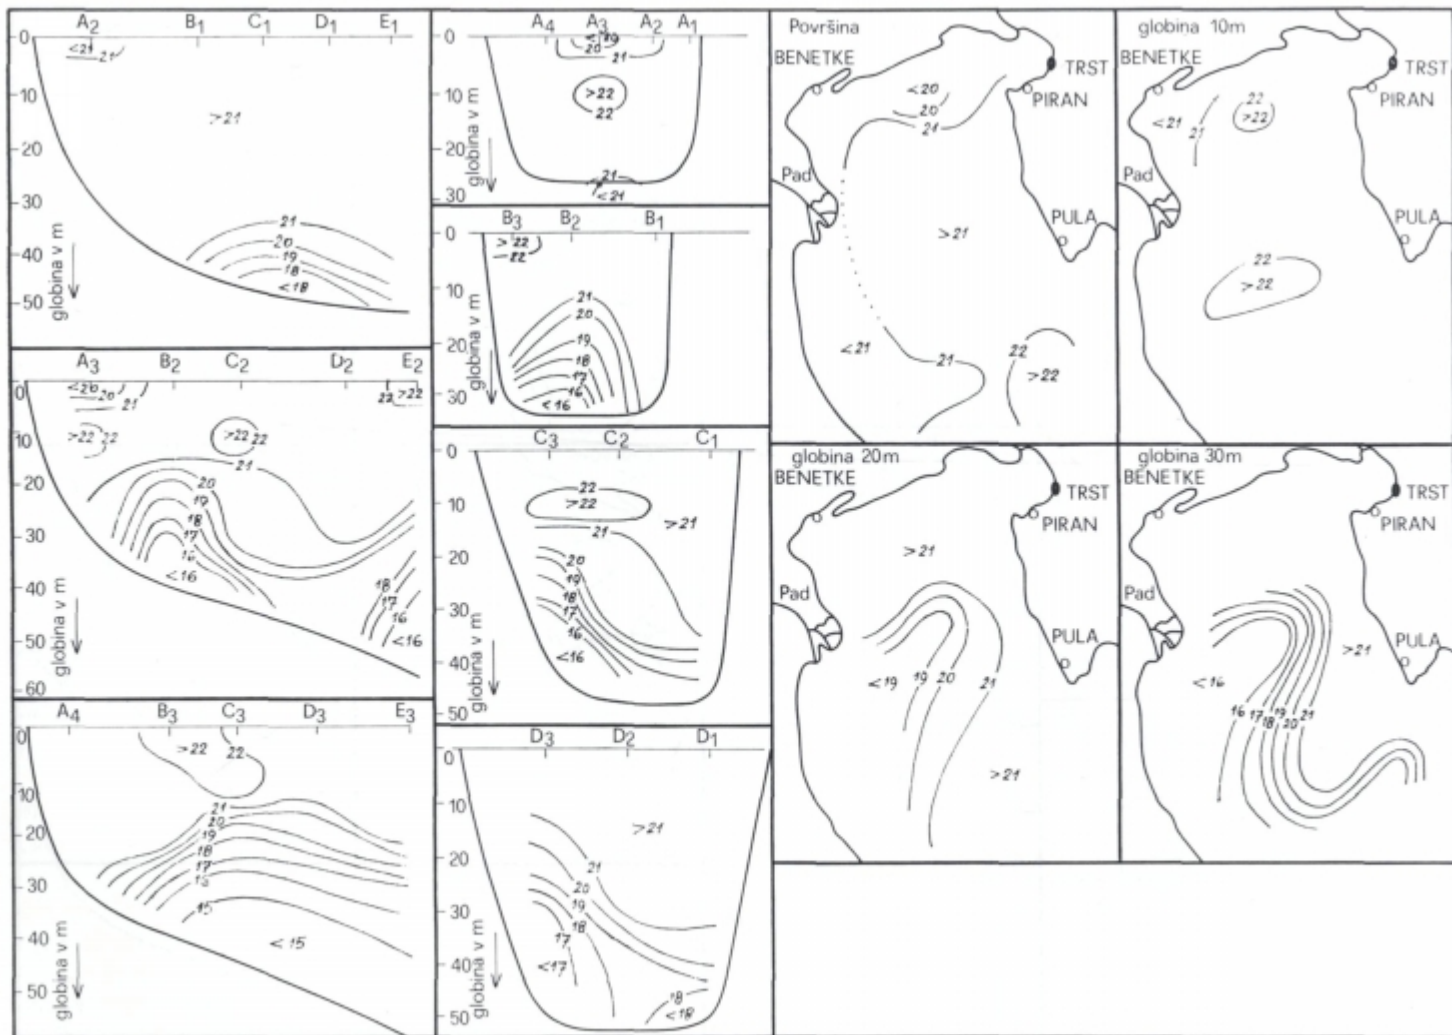 A2 B1 C1 D1 E1
0
<21 21
10
>21
20
30
21
20
40
19
18
<18
50
globina v m
A3 B2 C2 D2 E2
0
<20 20 21
22 >22
10
>22 22
>22 22
21
20
20
19
30
18
17
16
40
<16
18
17
16
50
<16
60
globina v m
A4 B3 C3 D3 E3
0
>22 22
10
21
20
20
19
18
17
30
16
15
40
<15
50
globina v m
A4 A3 A2 A1
0
<19
20
21
10
>22
22
20
21
30
<21
globina v m
B3 B2 B1
0
>22
22
10
21
20
20
19
18
17
16
30
<16
globina v m
C3 C2 C1
0
22
10
>22
>21
21
20
20
19
18
30
17
16
<16
40
50
globina v m
D3 D2 D1
0
10
>21
20
21
20
19
30
18
17
40
<17
18
<18
50
globina v m
Površina
BENETKE
TRST
PIRAN
<20
20
21
Pad
PULA
>21
<21
21
22
>22
globina 10m
BENETKE
TRST
PIRAN
<21
21
22
>22
Pad
PULA
22
>22
globina 20m
BENETKE
TRST
PIRAN
>21
Pad
PULA
<19 19 20 21
>21
globina 30m
BENETKE
TRST
PIRAN
Pad
PULA
>21
<16
16 17 18 19 20 21